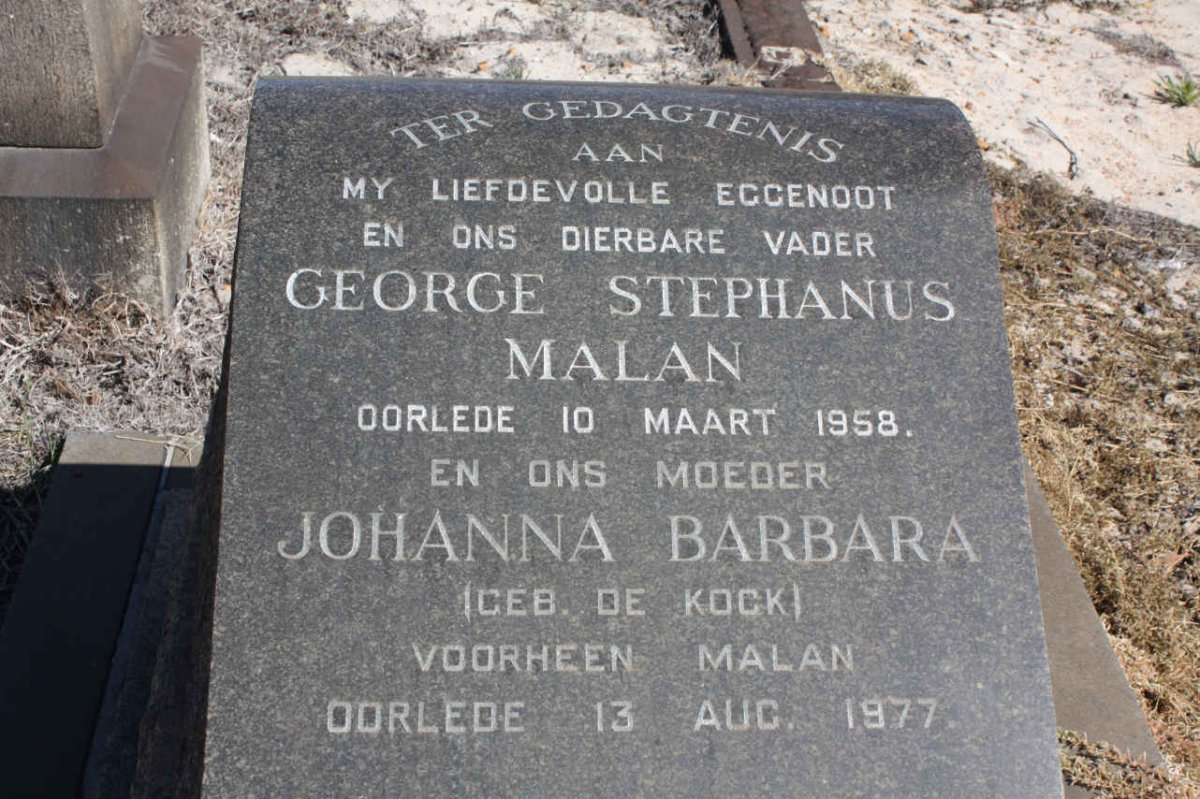 TER GEDAGTENIS
AAN
MY LIEFDEVOLLE EGGENOOT
EN ONS DIERBARE VADER
GEORGE STEPHANUS
MALAN
OORLEDE 10 MAART 1958.
EN ONS MOEDER
JOHANNA BARBARA
(GEB. DE KOCK)
VOORHEEN MALAN
OORLEDE 13 AUG. 1977